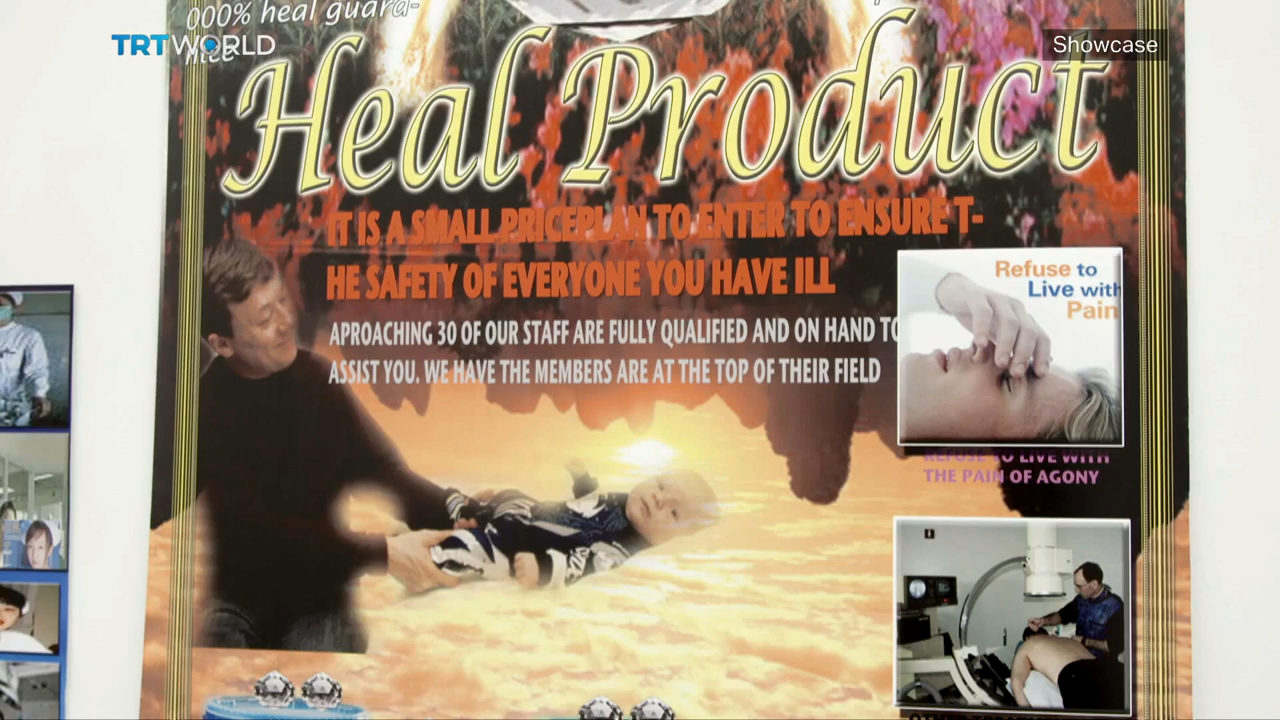 000% heal guard-
ntee
TRT WORLD
Showcase
Heal Product
IT IS A SMALL PRICEPLAN TO ENTER TO ENSURE T-
HE SAFETY OF EVERYONE YOU HAVE ILL
APROACHING 30 OF OUR STAFF ARE FULLY QUALIFIED AND ON HAND TO
ASSIST YOU. WE HAVE THE MEMBERS ARE AT THE TOP OF THEIR FIELD
Refuse to
Live with
Pain
REFUSE TO LIVE WITH
THE PAIN OF AGONY